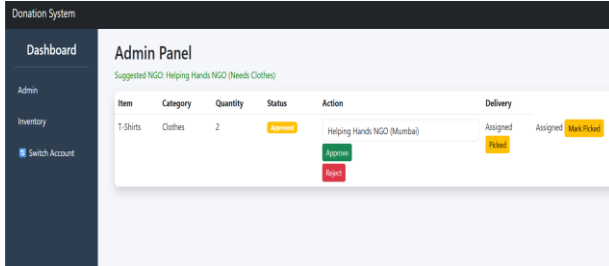 Donation System
Dashboard
Admin
Inventory
Switch Account
Admin Panel
Suggested NGO: Helping Hands NGO (Needs Clothes)
Item Category Quantity Status Action Delivery
T-Shirts Clothes 2 Approved Helping Hands NGO (Mumbai) Assigned Assigned Mark Picked
Picked
Approve
Reject